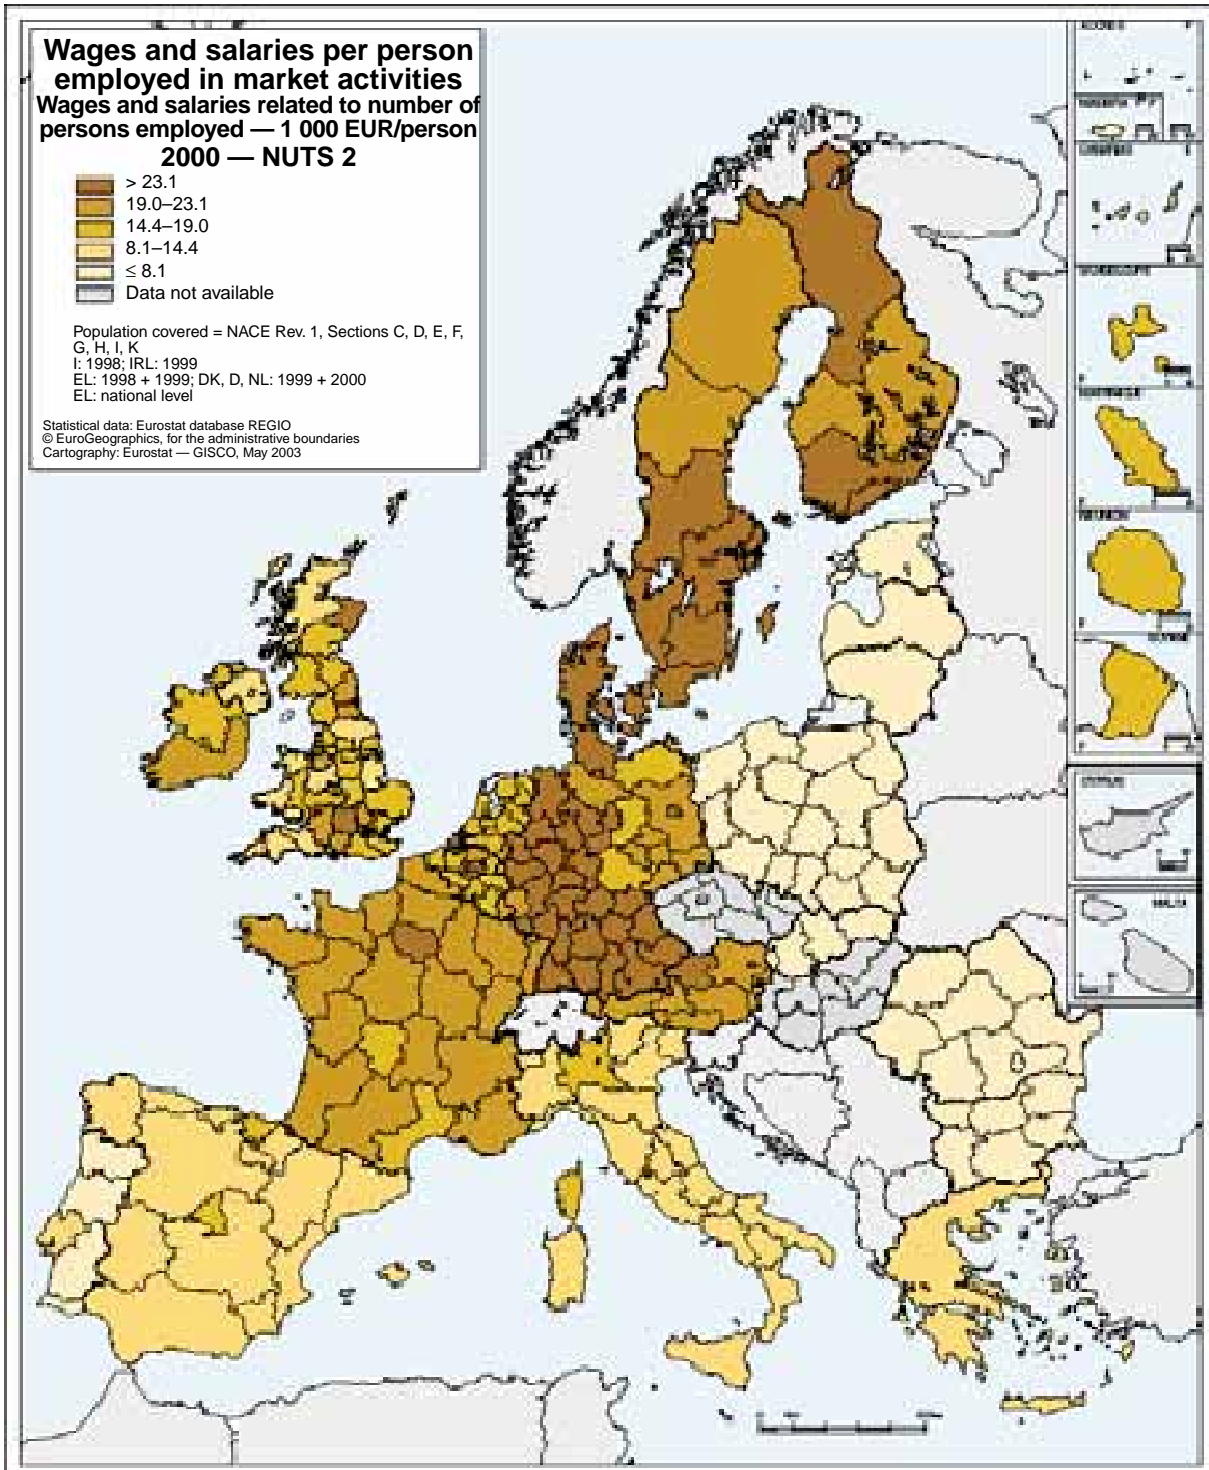 Wages and salaries per person
employed in market activities
Wages and salaries related to number of
persons employed — 1 000 EUR/person
2000 — NUTS 2
> 23.1
19.0–23.1
14.4–19.0
8.1–14.4
≤ 8.1
Data not available
Population covered = NACE Rev. 1, Sections C, D, E, F,
G, H, I, K
I: 1998; IRL: 1999
EL: 1998 + 1999; DK, D, NL: 1999 + 2000
EL: national level
Statistical data: Eurostat database REGIO
© EuroGeographics, for the administrative boundaries
Cartography: Eurostat — GISCO, May 2003
MALTA